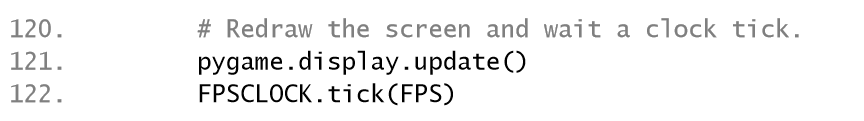 120.         # Redraw the screen and wait a clock tick.
121.         pygame.display.update()
122.         FPSCLOCK.tick(FPS)